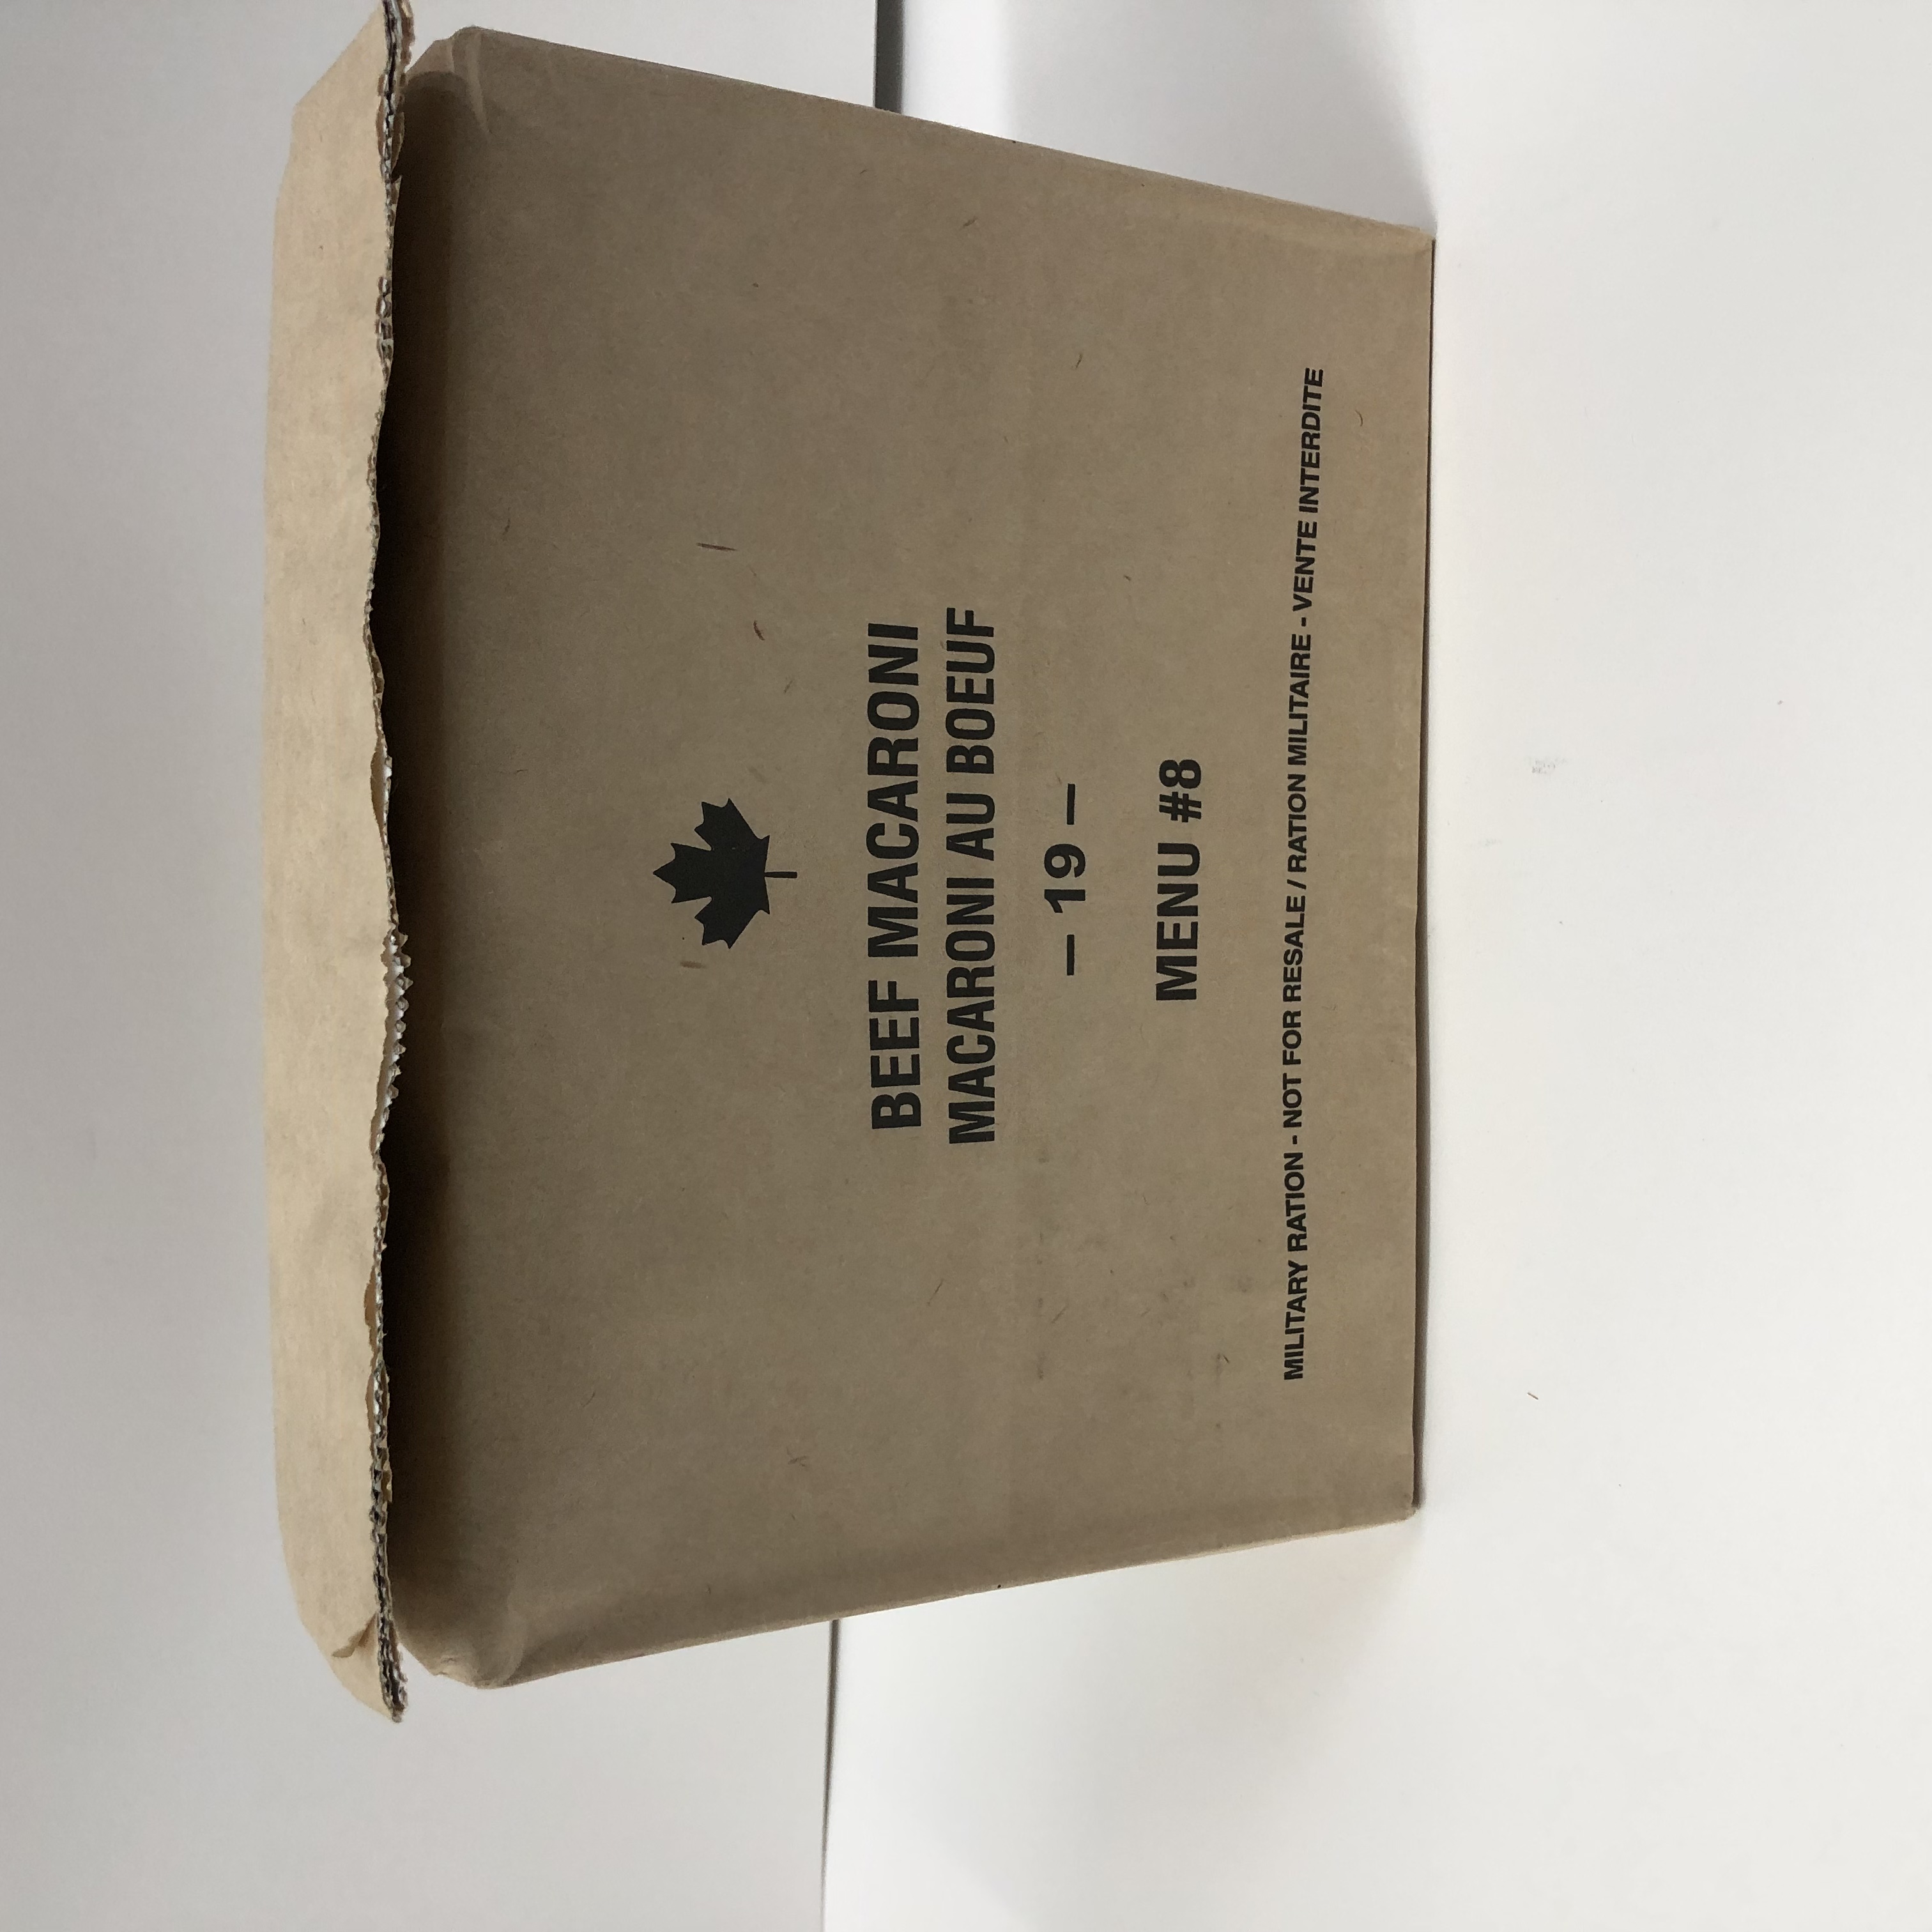 BEEF MACARONI
MACARONI AU BOEUF
— 19 —
MENU #8
MILITARY RATION - NOT FOR RESALE / RATION MILITAIRE - VENTE INTERDITE